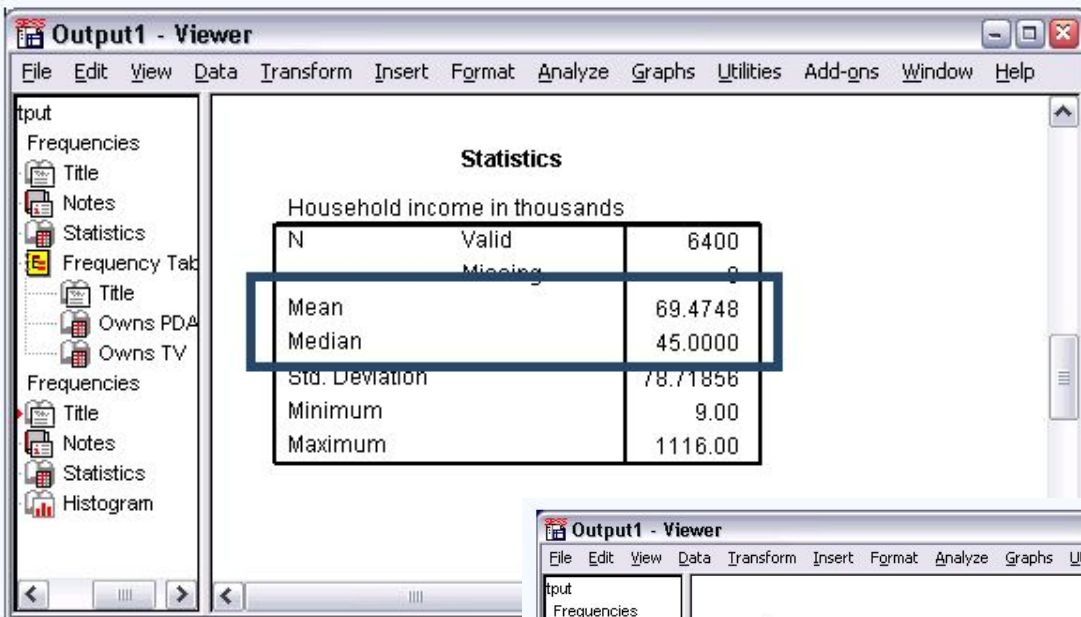 Output1 - Viewer
File Edit View Data Transform Insert Format Analyze Graphs Utilities Add-ons Window Help
tput
Frequencies
Title
Notes
Statistics
Frequency Tab
Title
Owns PDA
Owns TV
Frequencies
Title
Notes
Statistics
Histogram
Statistics
Household income in thousands
N Valid 6400
Missing 0
Mean 69.4748
Median 45.0000
Std. Deviation 78.71856
Minimum 9.00
Maximum 1116.00
Output1 - Viewer
File Edit View Data Transform Insert Format Analyze Graphs
tput
Frequencies